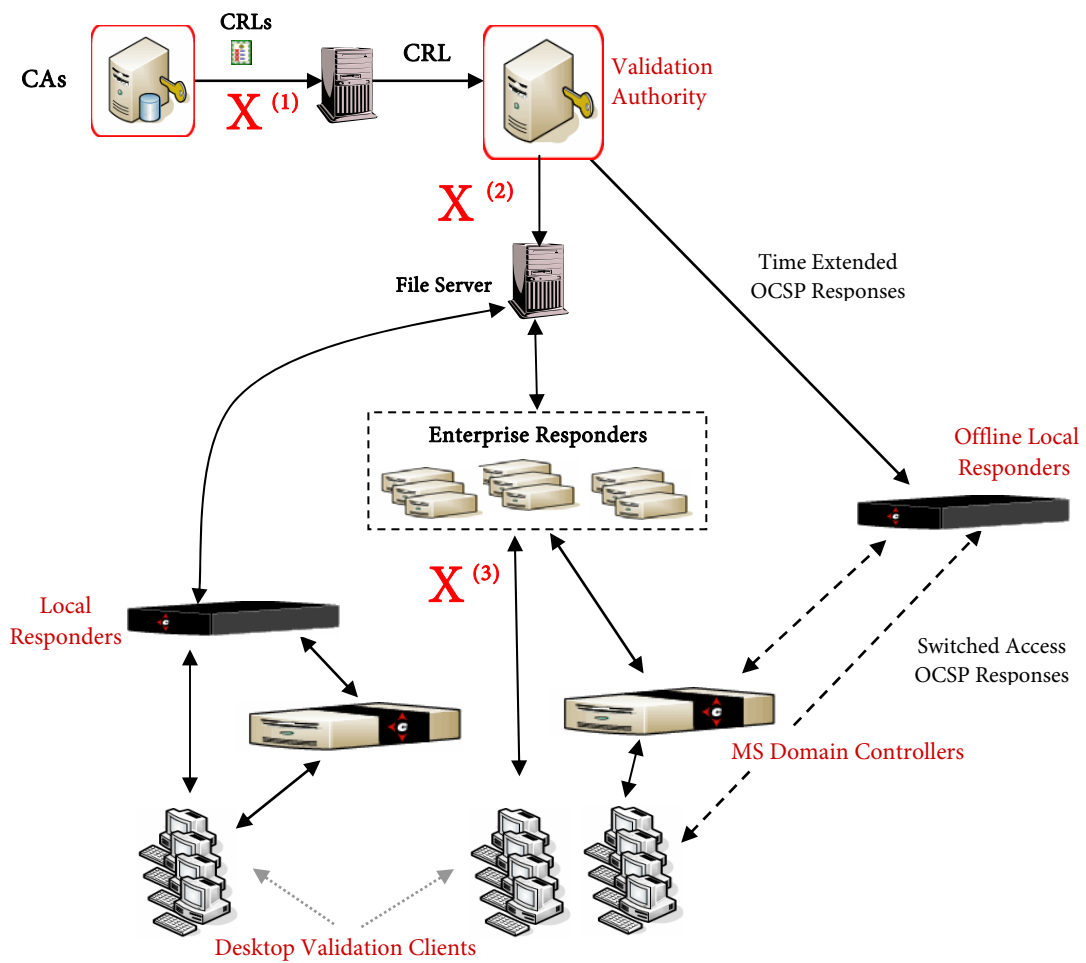 CRLs
CAs
CRL
X (1)
Validation
Authority
X (2)
File Server
Time Extended
OCSP Responses
Enterprise Responders
Offline Local
Responders
X (3)
Local
Responders
Switched Access
OCSP Responses
MS Domain Controllers
Desktop Validation Clients